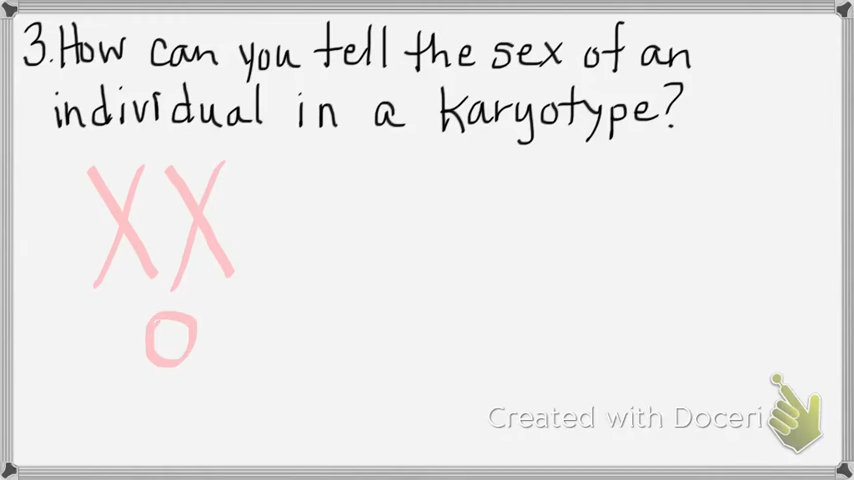 3. How can you tell the sex of an
individual in a karyotype?
XX
O
Created with Doceri